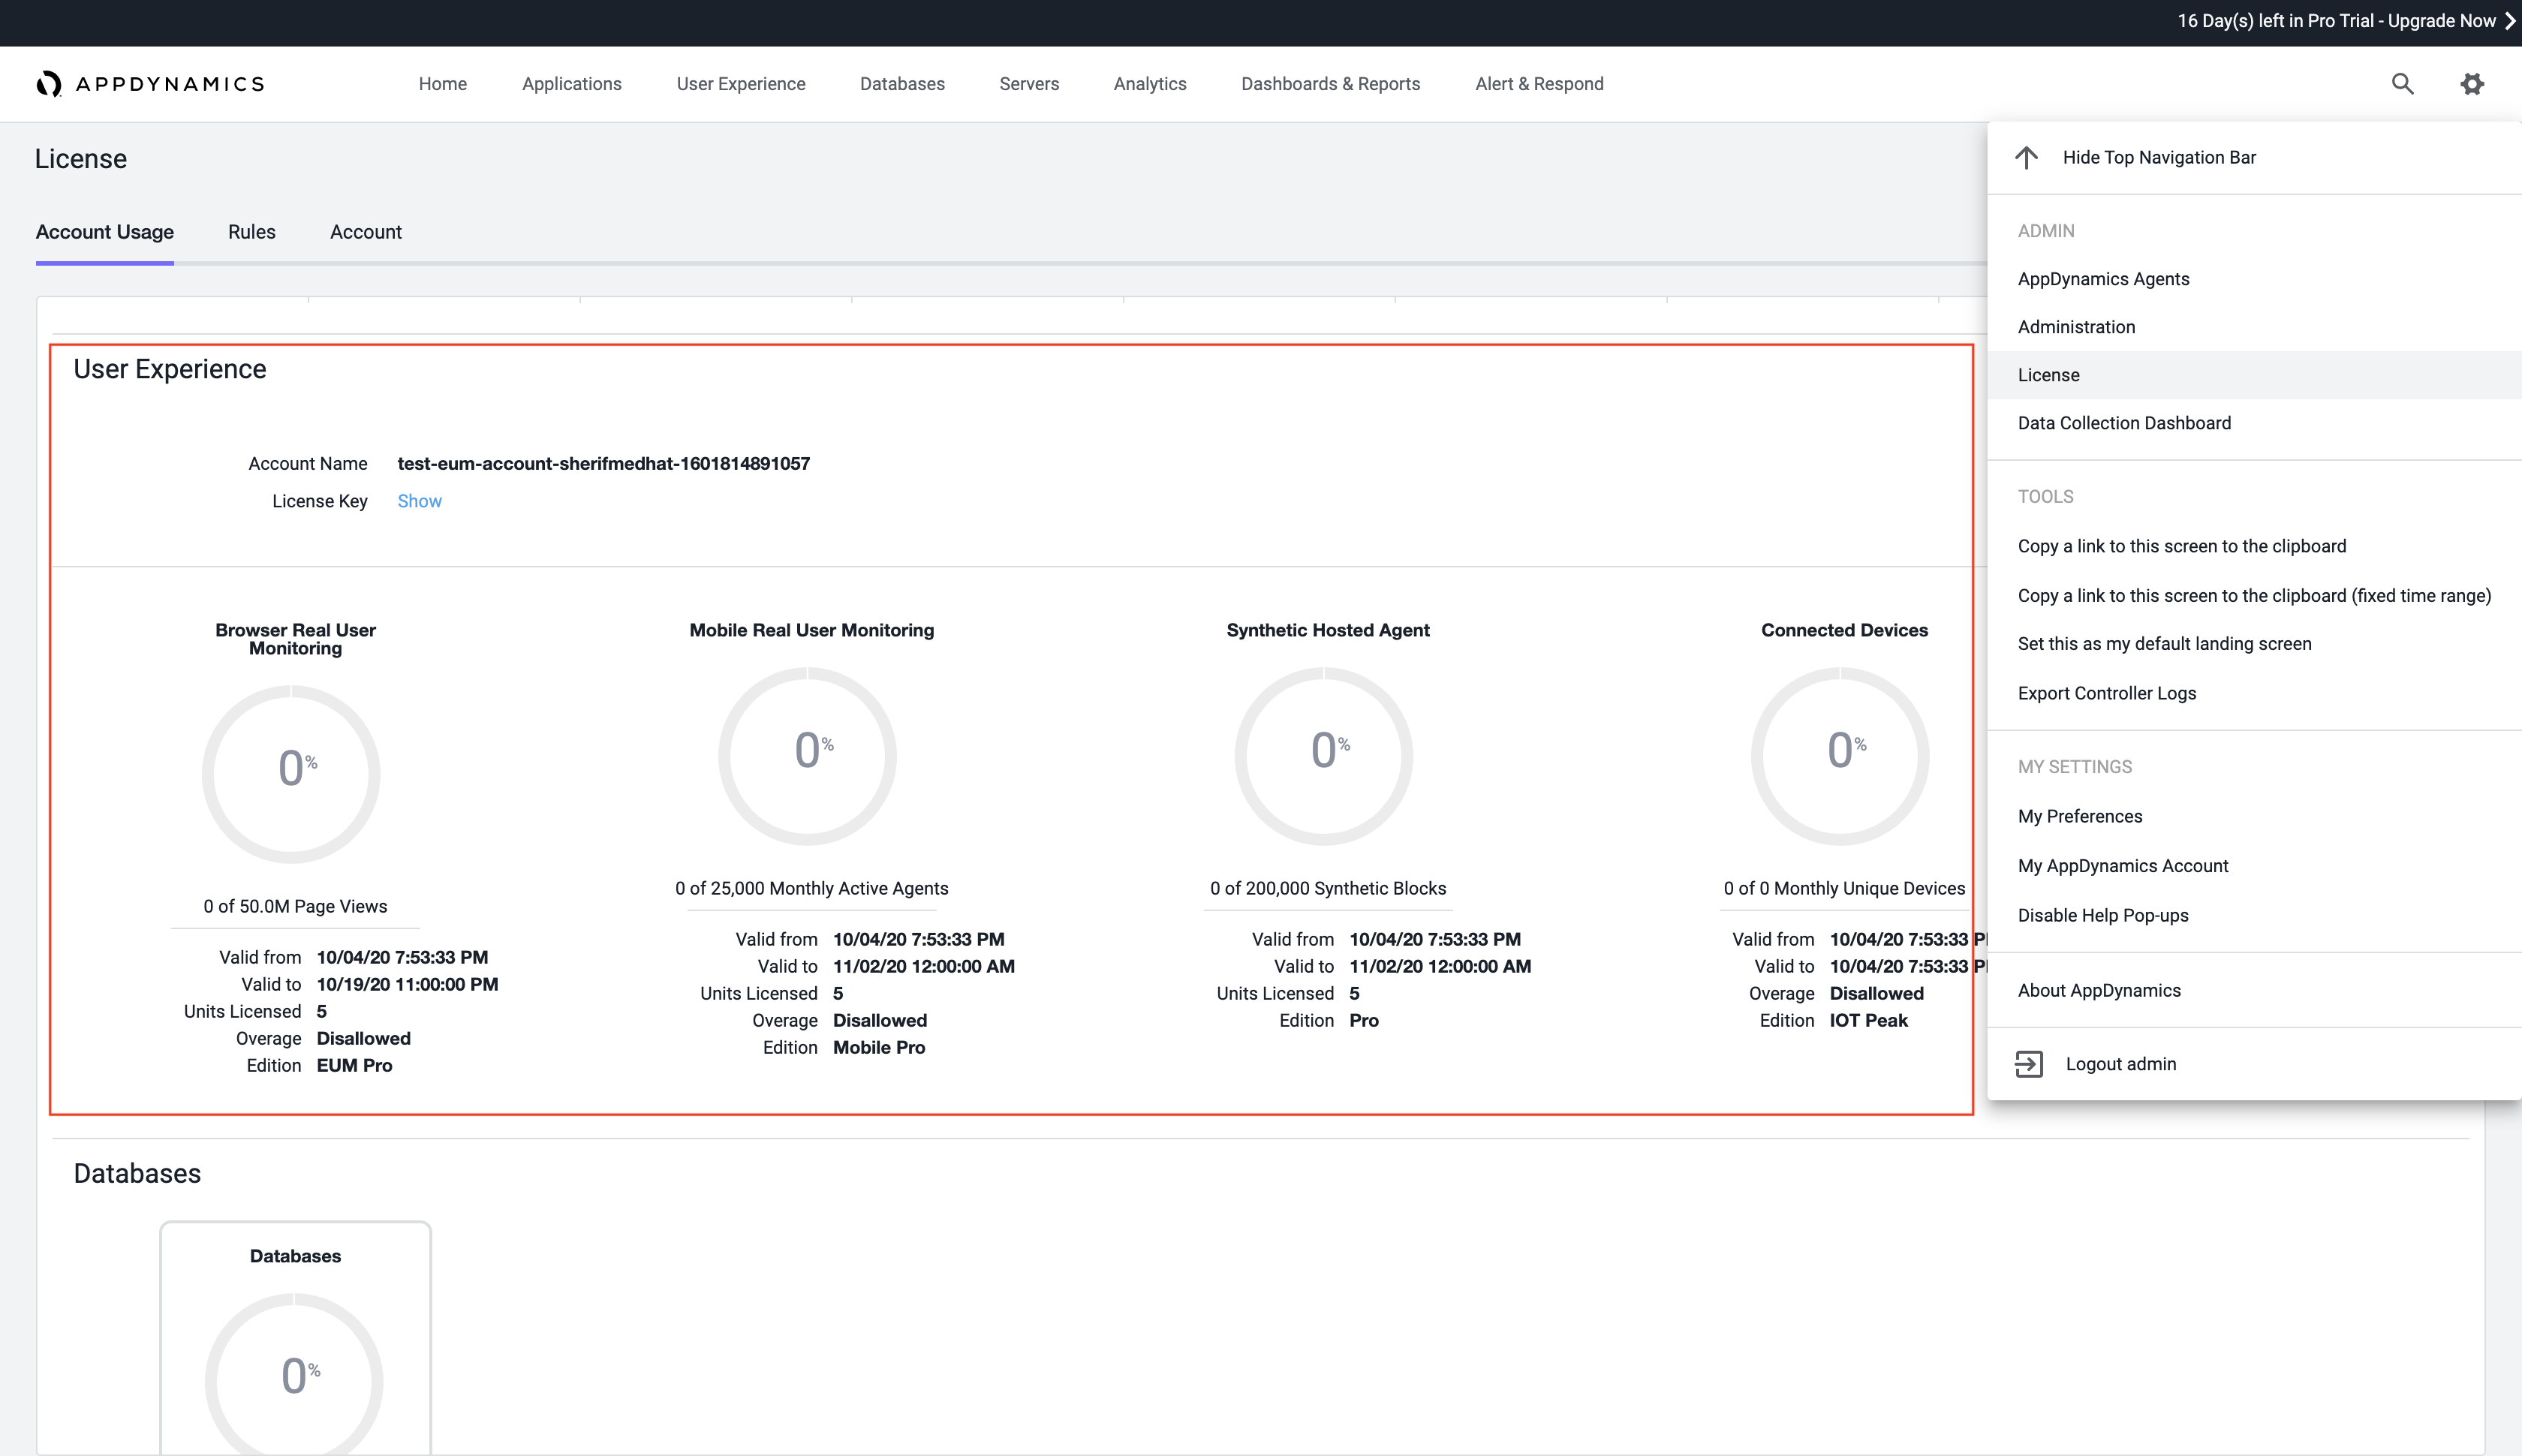 16 Day(s) left in Pro Trial - Upgrade Now
APPDYNAMICS
Home Applications User Experience Databases Servers Analytics Dashboards & Reports Alert & Respond
License
Account Usage Rules Account
User Experience
Account Name test-eum-account-sherifmedhat-1601814891057
License Key Show
Browser Real User
Monitoring
0%
0 of 50.0M Page Views
Valid from 10/04/20 7:53:33 PM
Valid to 10/19/20 11:00:00 PM
Units Licensed 5
Overage Disallowed
Edition EUM Pro
Mobile Real User Monitoring
0%
0 of 25,000 Monthly Active Agents
Valid from 10/04/20 7:53:33 PM
Valid to 11/02/20 12:00:00 AM
Units Licensed 5
Overage Disallowed
Edition Mobile Pro
Synthetic Hosted Agent
0%
0 of 200,000 Synthetic Blocks
Valid from 10/04/20 7:53:33 PM
Valid to 11/02/20 12:00:00 AM
Units Licensed 5
Edition Pro
Connected Devices
0%
0 of 0 Monthly Unique Devices
Valid from 10/04/20 7:53:33 P
Valid to 10/04/20 7:53:33 P
Overage Disallowed
Edition IOT Peak
Databases
Databases
0%
Hide Top Navigation Bar
ADMIN
AppDynamics Agents
Administration
License
Data Collection Dashboard
TOOLS
Copy a link to this screen to the clipboard
Copy a link to this screen to the clipboard (fixed time range)
Set this as my default landing screen
Export Controller Logs
MY SETTINGS
My Preferences
My AppDynamics Account
Disable Help Pop-ups
About AppDynamics
Logout admin